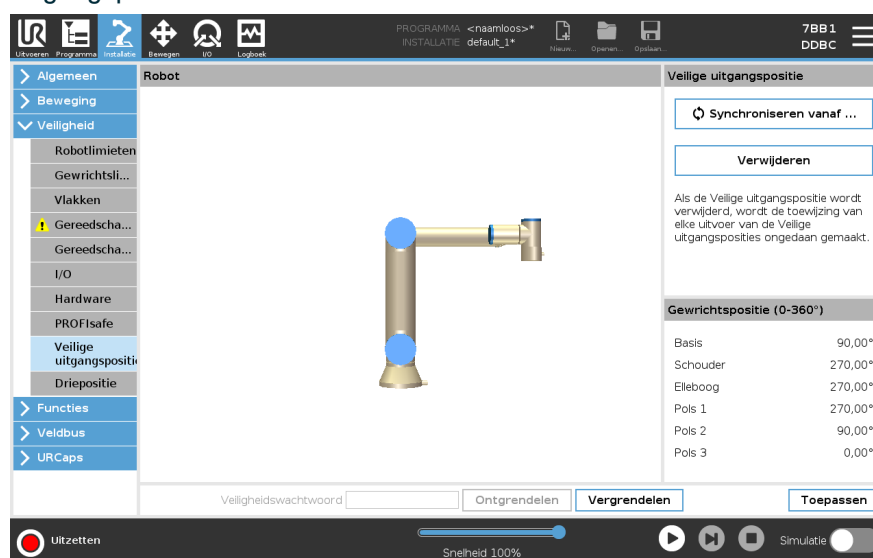 PROGRAMMA <naamloos>*
INSTALLATIE default_1*
7BB1
DDBC
Uitvoeren Programma Installatie Bewegen I/O Logboek Nieuw... Openen... Opslaan...
Algemeen
Beweging
Veiligheid
Robotlimieten
Gewrichtsli...
Vlakken
Gereedscha...
Gereedscha...
I/O
Hardware
PROFIsafe
Veilige
uitgangspositi
Driepositie
Functies
Veldbus
URCaps
Robot
Veilige uitgangspositie
Synchroniseren vanaf ...
Verwijderen
Als de Veilige uitgangspositie wordt
verwijderd, wordt de toewijzing van
elke uitvoer van de Veilige
uitgangsposities ongedaan gemaakt.
Gewrichtspositie (0-360°)
Basis 90,00°
Schouder 270,00°
Elleboog 270,00°
Pols 1 270,00°
Pols 2 90,00°
Pols 3 0,00°
Veiligheidswachtwoord Ontgrendelen Vergrendelen Toepassen
Uitzetten
Snelheid 100%
Simulatie